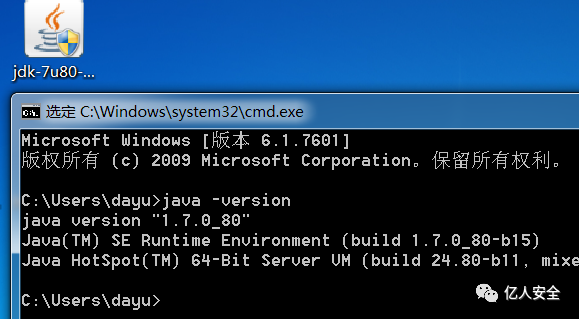 jdk-7u80-...
选定 C:\Windows\system32\cmd.exe
Microsoft Windows [版本 6.1.7601]
版权所有 (c) 2009 Microsoft Corporation。保留所有权利。
C:\Users\dayu>java -version
java version "1.7.0_80"
Java(TM) SE Runtime Environment (build 1.7.0_80-b15)
Java HotSpot(TM) 64-Bit Server VM (build 24.80-b11, mixe
C:\Users\dayu>
亿人安全